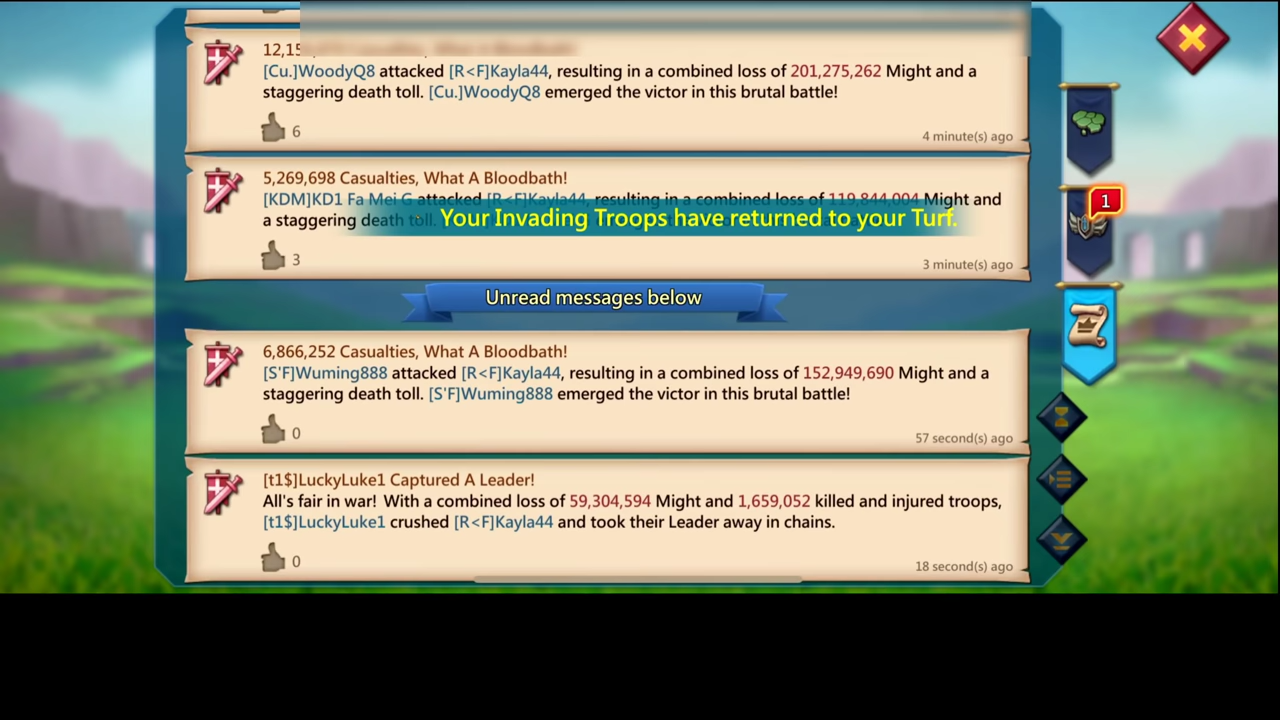 12,15
[Cu.]WoodyQ8 attacked [R<F]Kayla44, resulting in a combined loss of 201,275,262 Might and a
staggering death toll. [Cu.]WoodyQ8 emerged the victor in this brutal battle!
6
4 minute(s) ago
5,269,698 Casualties, What A Bloodbath!
[KDM]KD1 Fa Mei G attacked [R<F]Kayla44, resulting in a combined loss of 119,844,004 Might and
a staggering death toll.
Your Invading Troops have returned to your Turf.
3
3 minute(s) ago
1
Unread messages below
6,866,252 Casualties, What A Bloodbath!
[S'F]Wuming888 attacked [R<F]Kayla44, resulting in a combined loss of 152,949,690 Might and a
staggering death toll. [S'F]Wuming888 emerged the victor in this brutal battle!
0
57 second(s) ago
[t1$]LuckyLuke1 Captured A Leader!
All's fair in war! With a combined loss of 59,304,594 Might and 1,659,052 killed and injured troops,
[t1$]LuckyLuke1 crushed [R<F]Kayla44 and took their Leader away in chains.
0
18 second(s) ago